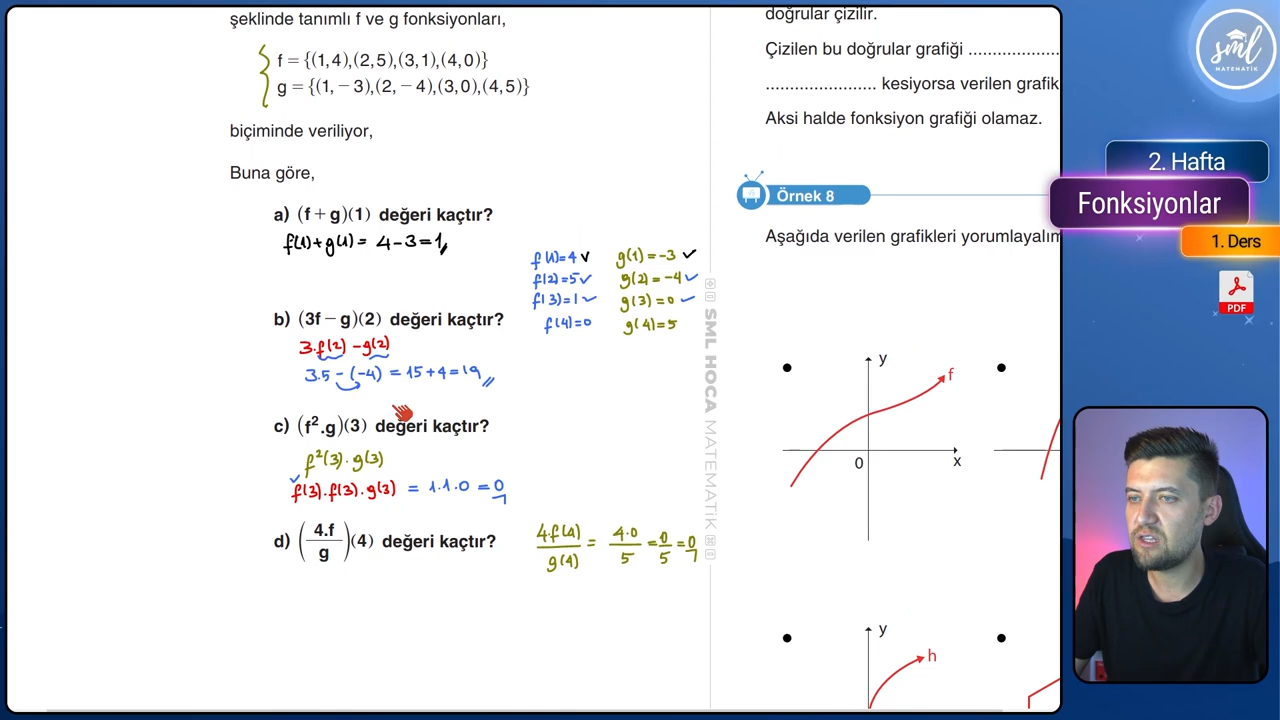 şeklinde tanımlı f ve g fonksiyonları,
f = {(1,4),(2,5),(3,1),(4,0)}
g = {(1,−3),(2,−4),(3,0),(4,5)}
biçiminde veriliyor,
Buna göre,
a) (f+g)(1) değeri kaçtır?
f(1)+g(1) = 4−3=1
f(1)=4 g(1)=−3
f(2)=5 g(2)=−4
f(3)=1 g(3)=0
f(4)=0 g(4)=5
b) (3f−g)(2) değeri kaçtır?
3.f(2)−g(2)
3.5−(−4) = 15+4=19
c) (f².g)(3) değeri kaçtır?
f²(3).g(3)
f(3).f(3).g(3) = 1.1.0 = 0
d) (4.f/g)(4) değeri kaçtır?
4.f(4)/g(4) = 4.0/5 = 0/5 = 0
SML HOCA MATEMATİK
doğrular çizilir.
Çizilen bu doğrular grafiği ....................
....................... kesiyorsa verilen grafik
Aksi halde fonksiyon grafiği olamaz.
Örnek 8
Aşağıda verilen grafikleri yorumlayalım
y
f
0
x
y
h
sml
MATEMATİK
2. Hafta
Fonksiyonlar
1. Ders
PDF